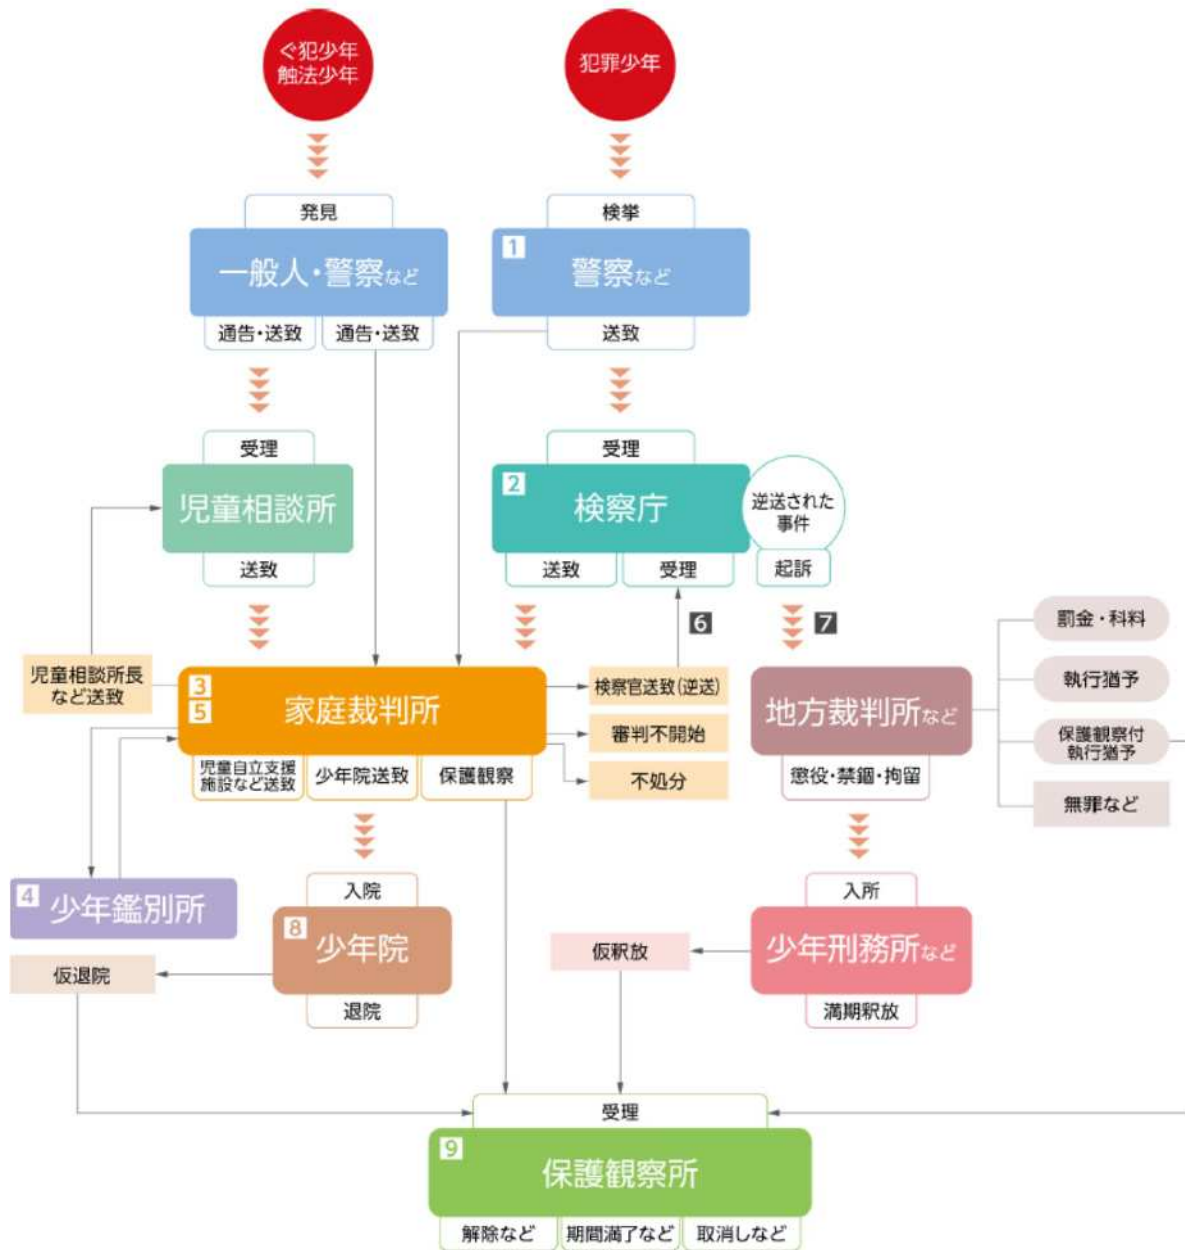 ぐ犯少年
触法少年
犯罪少年
発見
一般人・警察など
通告・送致
通告・送致
検挙
1
警察など
送致
受理
児童相談所
送致
受理
2
検察庁
送致
受理
逆送された
事件
起訴
6
7
児童相談所長
など送致
3
5
家庭裁判所
児童自立支援
施設など送致
少年院送致
保護観察
検察官送致(逆送)
審判不開始
不処分
地方裁判所など
懲役・禁錮・拘留
罰金・科料
執行猶予
保護観察付
執行猶予
無罪など
4
少年鑑別所
入院
8
少年院
退院
仮退院
入所
少年刑務所など
満期釈放
仮釈放
受理
9
保護観察所
解除など
期間満了など
取消しなど